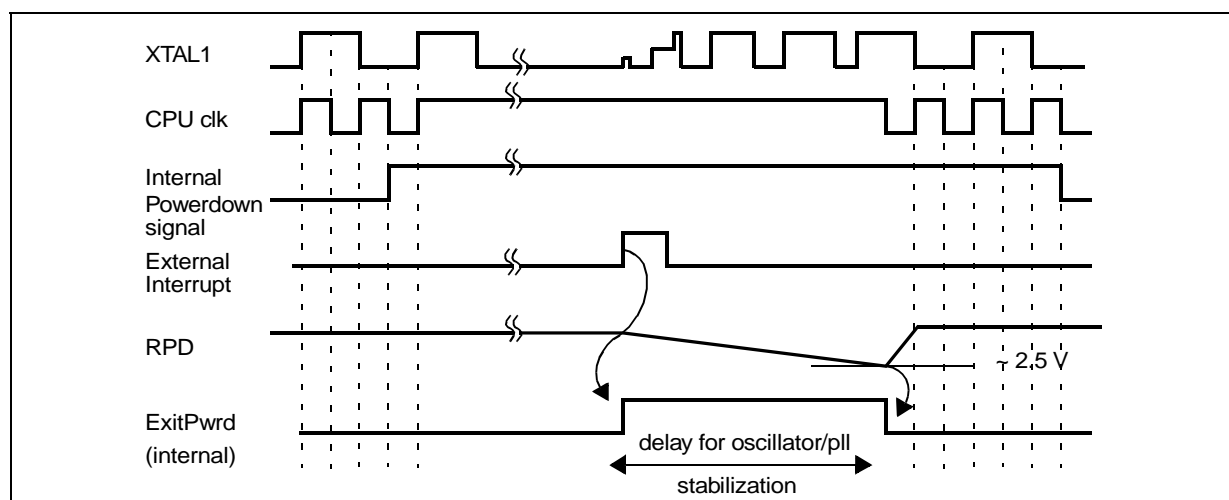 XTAL1
CPU clk
Internal
Powerdown
signal
External
Interrupt
RPD
~ 2.5 V
ExitPwrd
(internal)
delay for oscillator/pll
stabilization